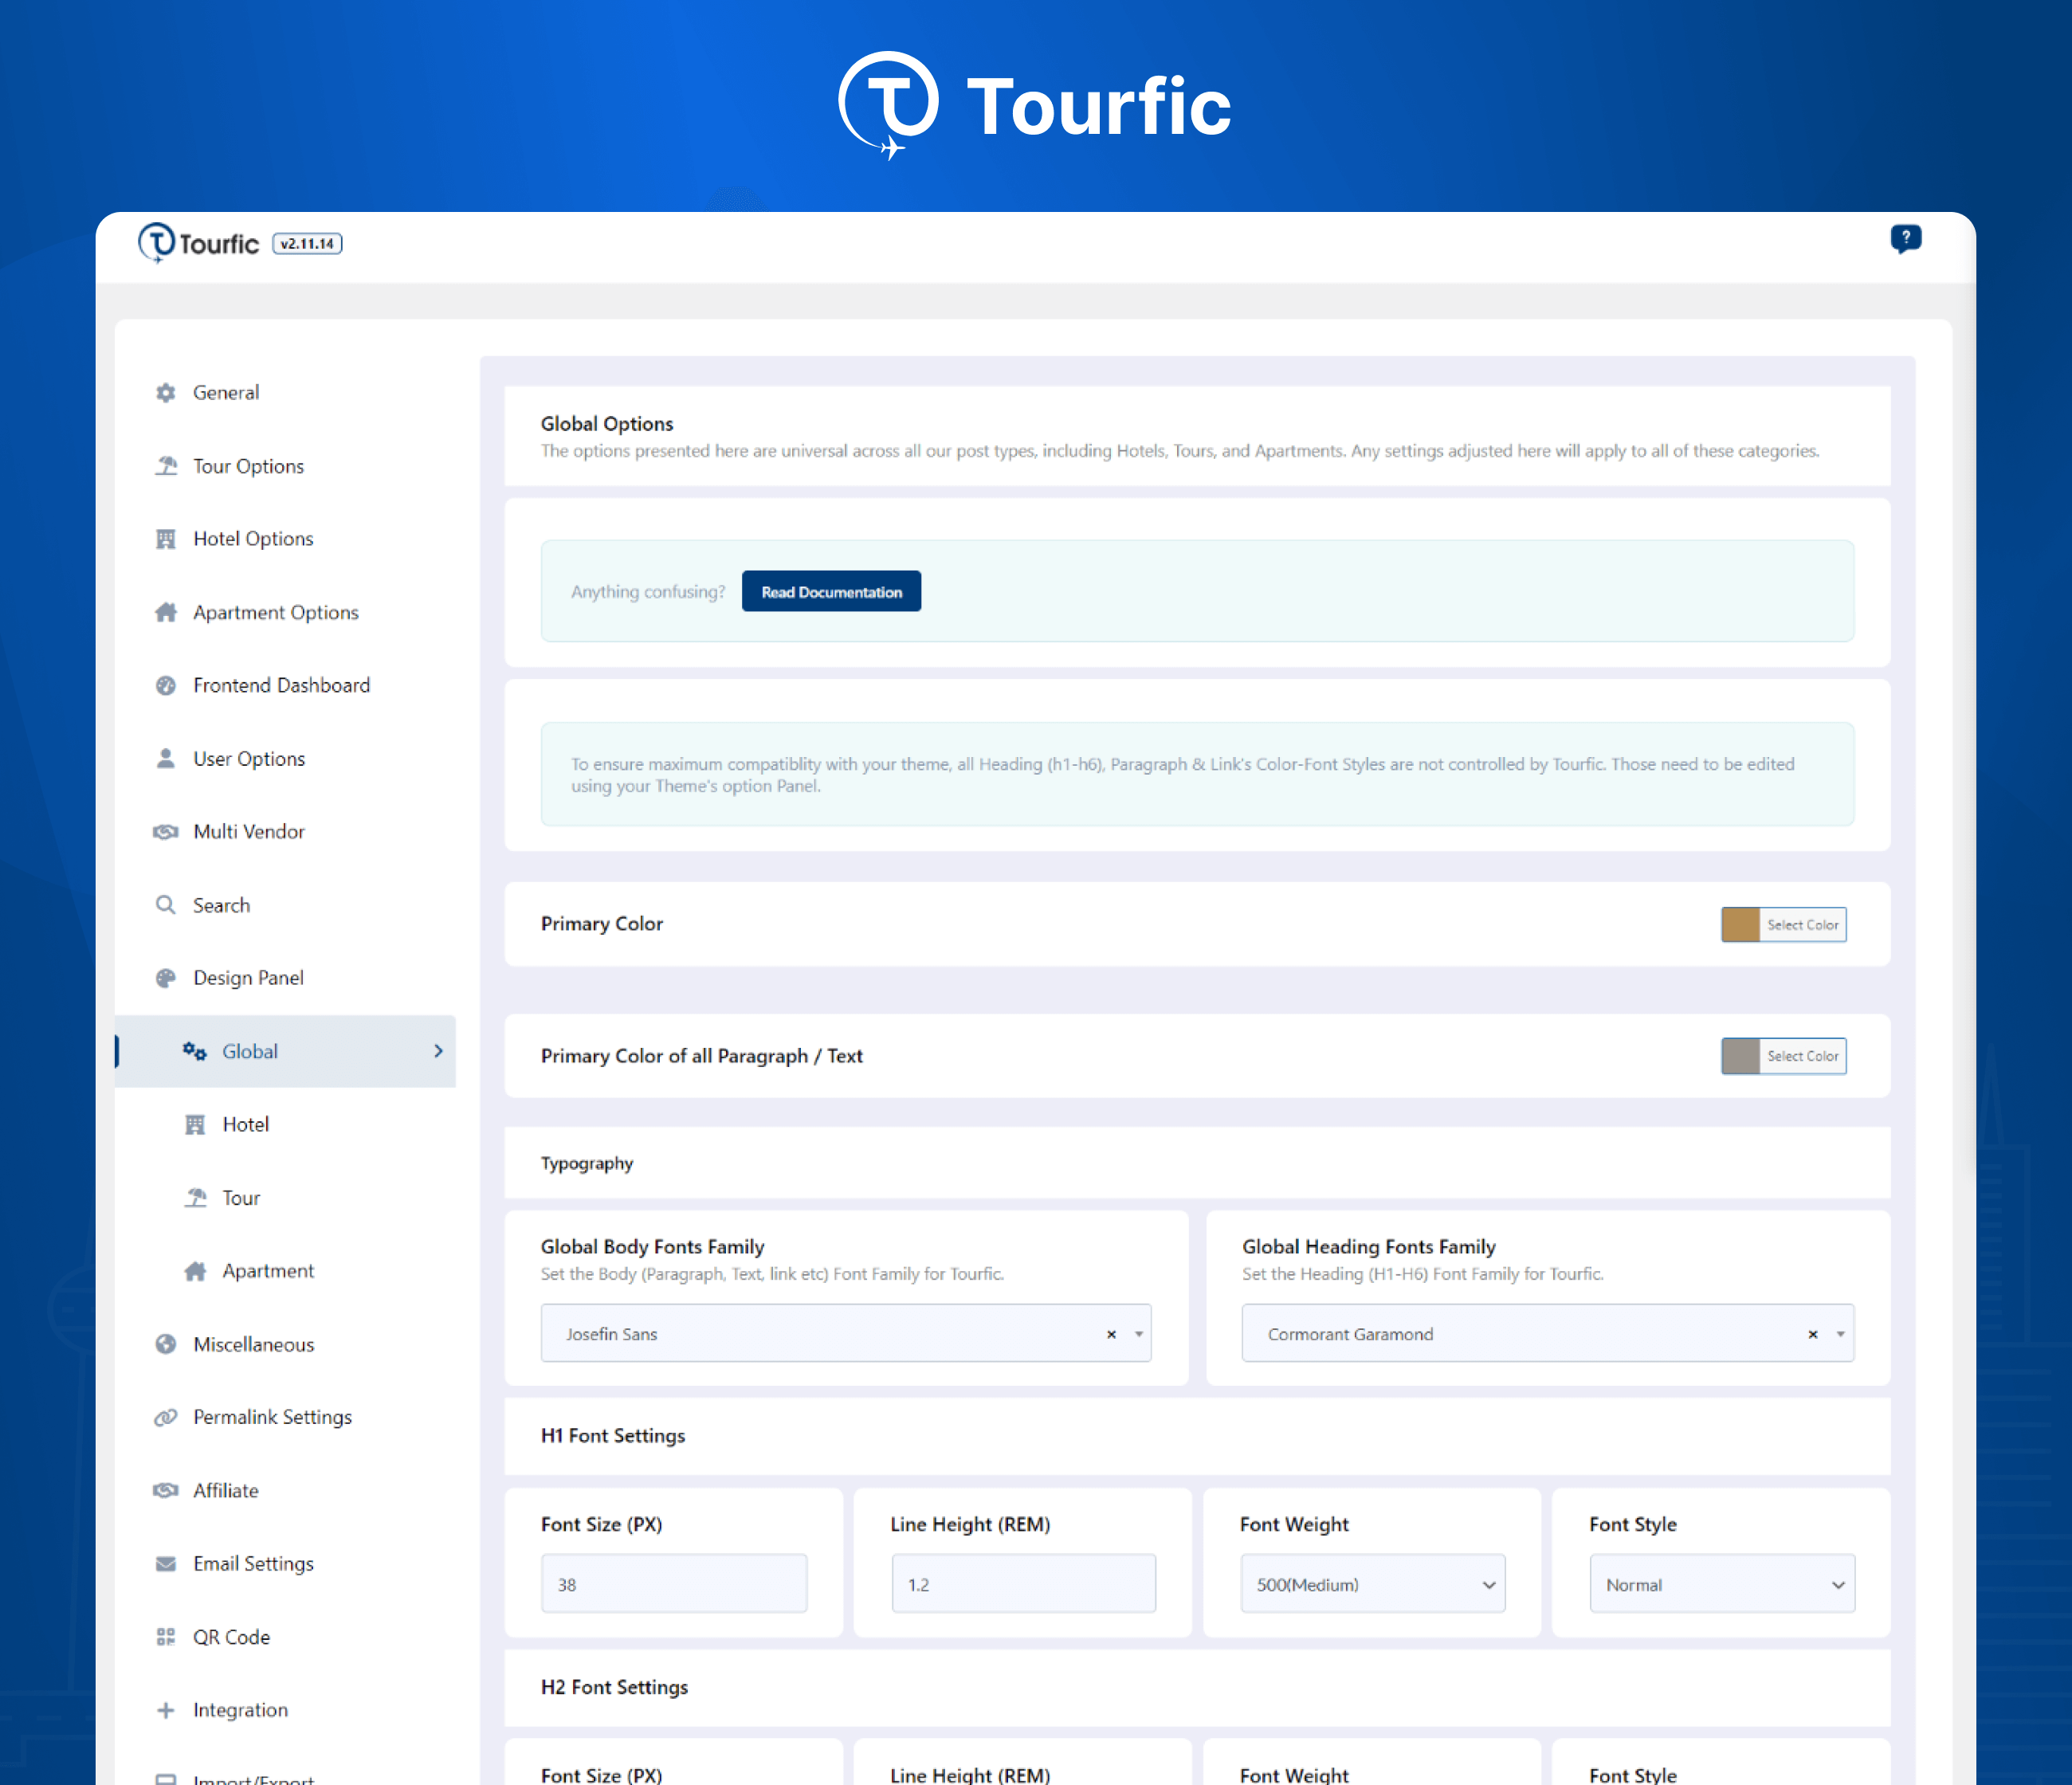 Tourfic
Tourfic v2.11.14
?
General
Tour Options
Hotel Options
Apartment Options
Frontend Dashboard
User Options
Multi Vendor
Search
Design Panel
Global
Hotel
Tour
Apartment
Miscellaneous
Permalink Settings
Affiliate
Email Settings
QR Code
Integration
Import/Export
Global Options
The options presented here are universal across all our post types, including Hotels, Tours, and Apartments. Any settings adjusted here will apply to all of these categories.
Anything confusing? Read Documentation
To ensure maximum compatiblity with your theme, all Heading (h1-h6), Paragraph & Link's Color-Font Styles are not controlled by Tourfic. Those need to be edited
using your Theme's option Panel.
Primary Color
Select Color
Primary Color of all Paragraph / Text
Select Color
Typography
Global Body Fonts Family
Set the Body (Paragraph, Text, link etc) Font Family for Tourfic.
Josefin Sans
Global Heading Fonts Family
Set the Heading (H1-H6) Font Family for Tourfic.
Cormorant Garamond
H1 Font Settings
Font Size (PX)
38
Line Height (REM)
1.2
Font Weight
500(Medium)
Font Style
Normal
H2 Font Settings
Font Size (PX)
Line Height (REM)
Font Weight
Font Style